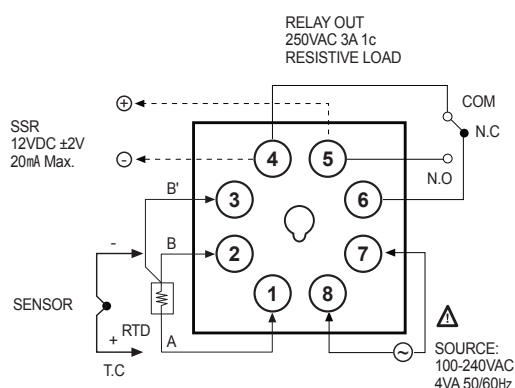 RELAY OUT
250VAC 3A 1c
RESISTIVE LOAD
+
COM
SSR
12VDC ±2V
20mA Max.
N.C
-
4
5
N.O
B'
3
6
B
2
7
-
1
8
SENSOR
RTD
A
+
T.C
!
~
SOURCE:
100-240VAC
4VA 50/60Hz